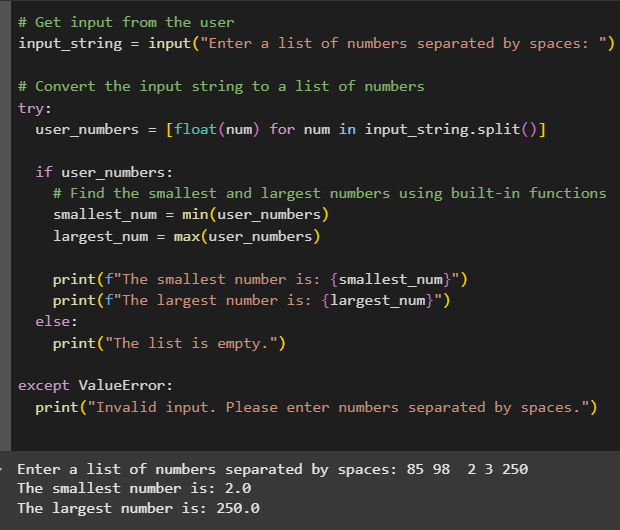 # Get input from the user
input_string = input("Enter a list of numbers separated by spaces: ")
# Convert the input string to a list of numbers
try:
  user_numbers = [float(num) for num in input_string.split()]
  if user_numbers:
    # Find the smallest and largest numbers using built-in functions
    smallest_num = min(user_numbers)
    largest_num = max(user_numbers)
    print(f"The smallest number is: {smallest_num}")
    print(f"The largest number is: {largest_num}")
  else:
    print("The list is empty.")
except ValueError:
  print("Invalid input. Please enter numbers separated by spaces.")
Enter a list of numbers separated by spaces: 85 98  2 3 250
The smallest number is: 2.0
The largest number is: 250.0